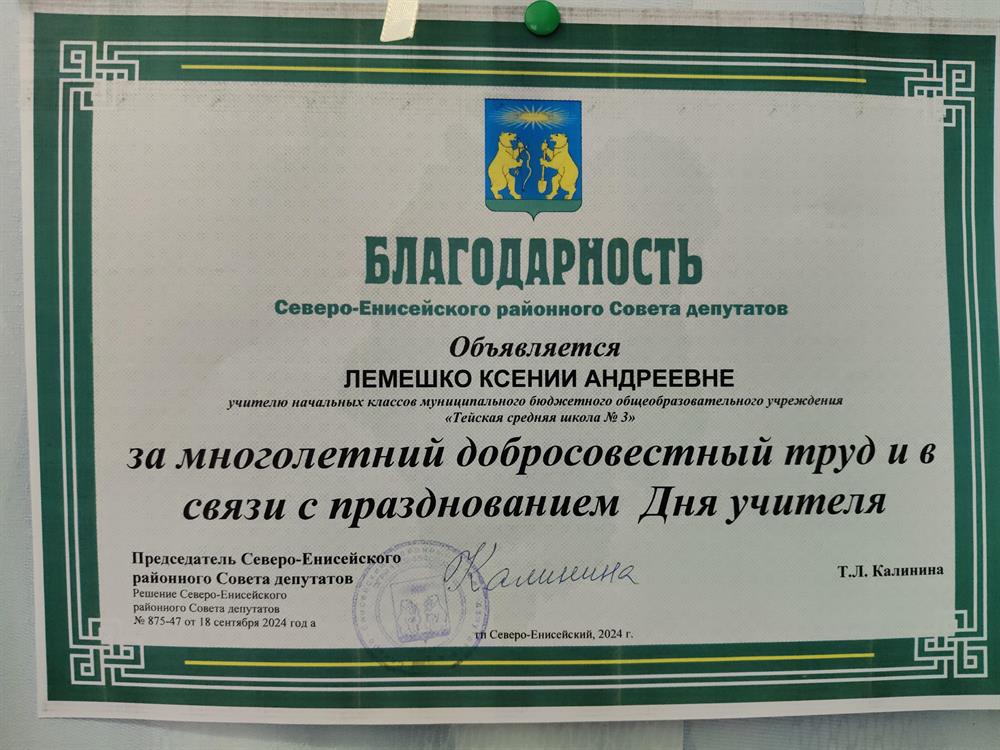 БЛАГОДАРНОСТЬ
Северо-Енисейского районного Совета депутатов
Объявляется
ЛЕМЕШКО КСЕНИИ АНДРЕЕВНЕ
учителю начальных классов муниципального бюджетного общеобразовательного учреждения
«Тейская средняя школа № 3»
за многолетний добросовестный труд и в
связи с празднованием Дня учителя
Председатель Северо-Енисейского
районного Совета депутатов
Решение Северо-Енисейского
районного Совета депутатов
№ 875-47 от 18 сентября 2024 год а
Калинина
Т.Л. Калинина
гп Северо-Енисейский, 2024 г.